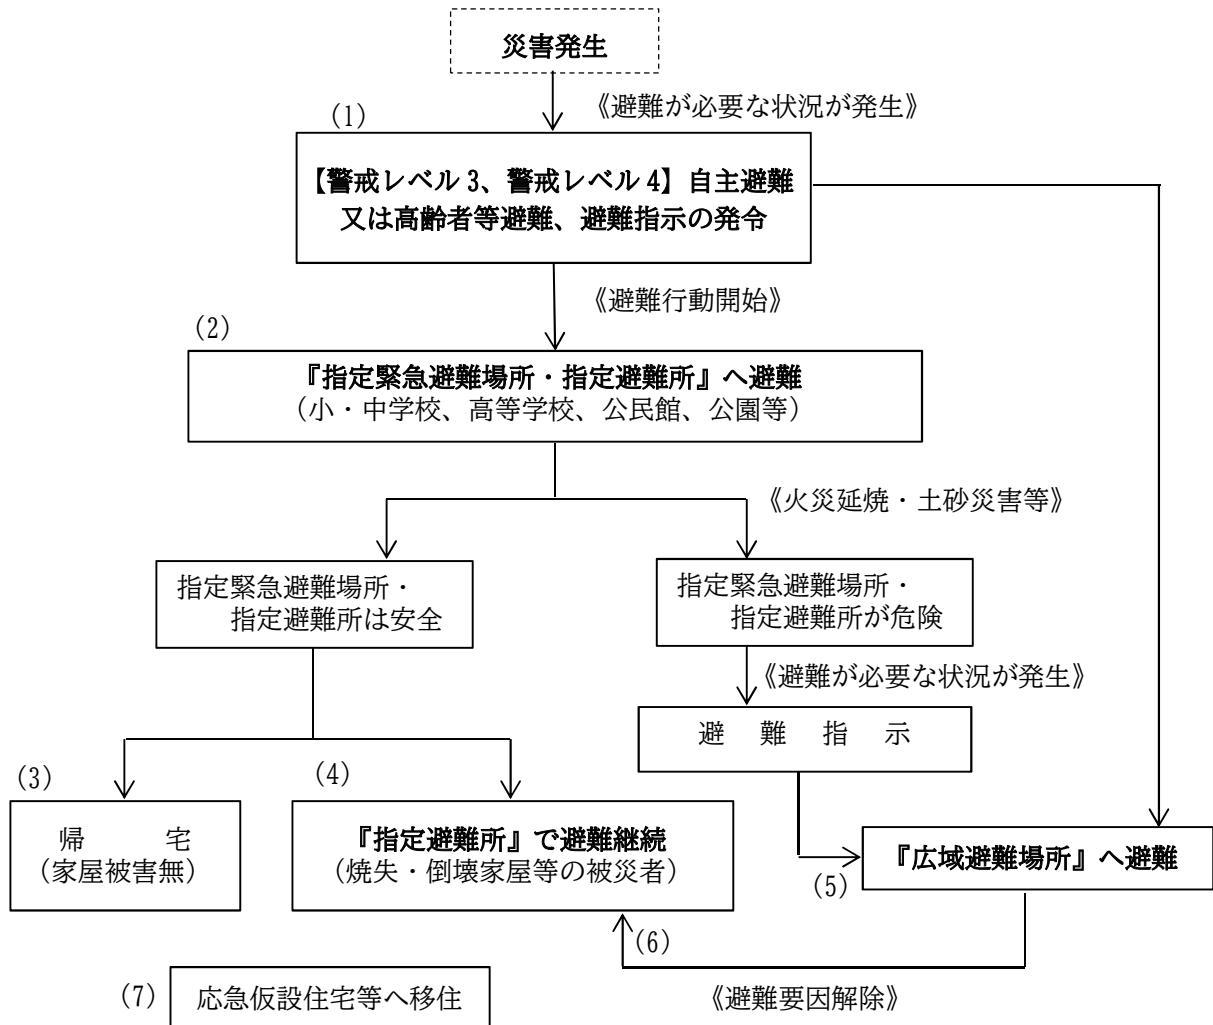 災害発生
《避難が必要な状況が発生》
(1)
【警戒レベル3、警戒レベル4】自主避難
又は高齢者等避難、避難指示の発令
《避難行動開始》
(2)
『指定緊急避難場所・指定避難所』へ避難
（小・中学校、高等学校、公民館、公園等）
《火災延焼・土砂災害等》
指定緊急避難場所・
指定避難所は安全
指定緊急避難場所・
指定避難所が危険
《避難が必要な状況が発生》
避　難　指　示
(3)
帰　　　宅
(家屋被害無)
(4)
『指定避難所』で避難継続
(焼失・倒壊家屋等の被災者)
(5)
『広域避難場所』へ避難
(6)
《避難要因解除》
(7)
応急仮設住宅等へ移住